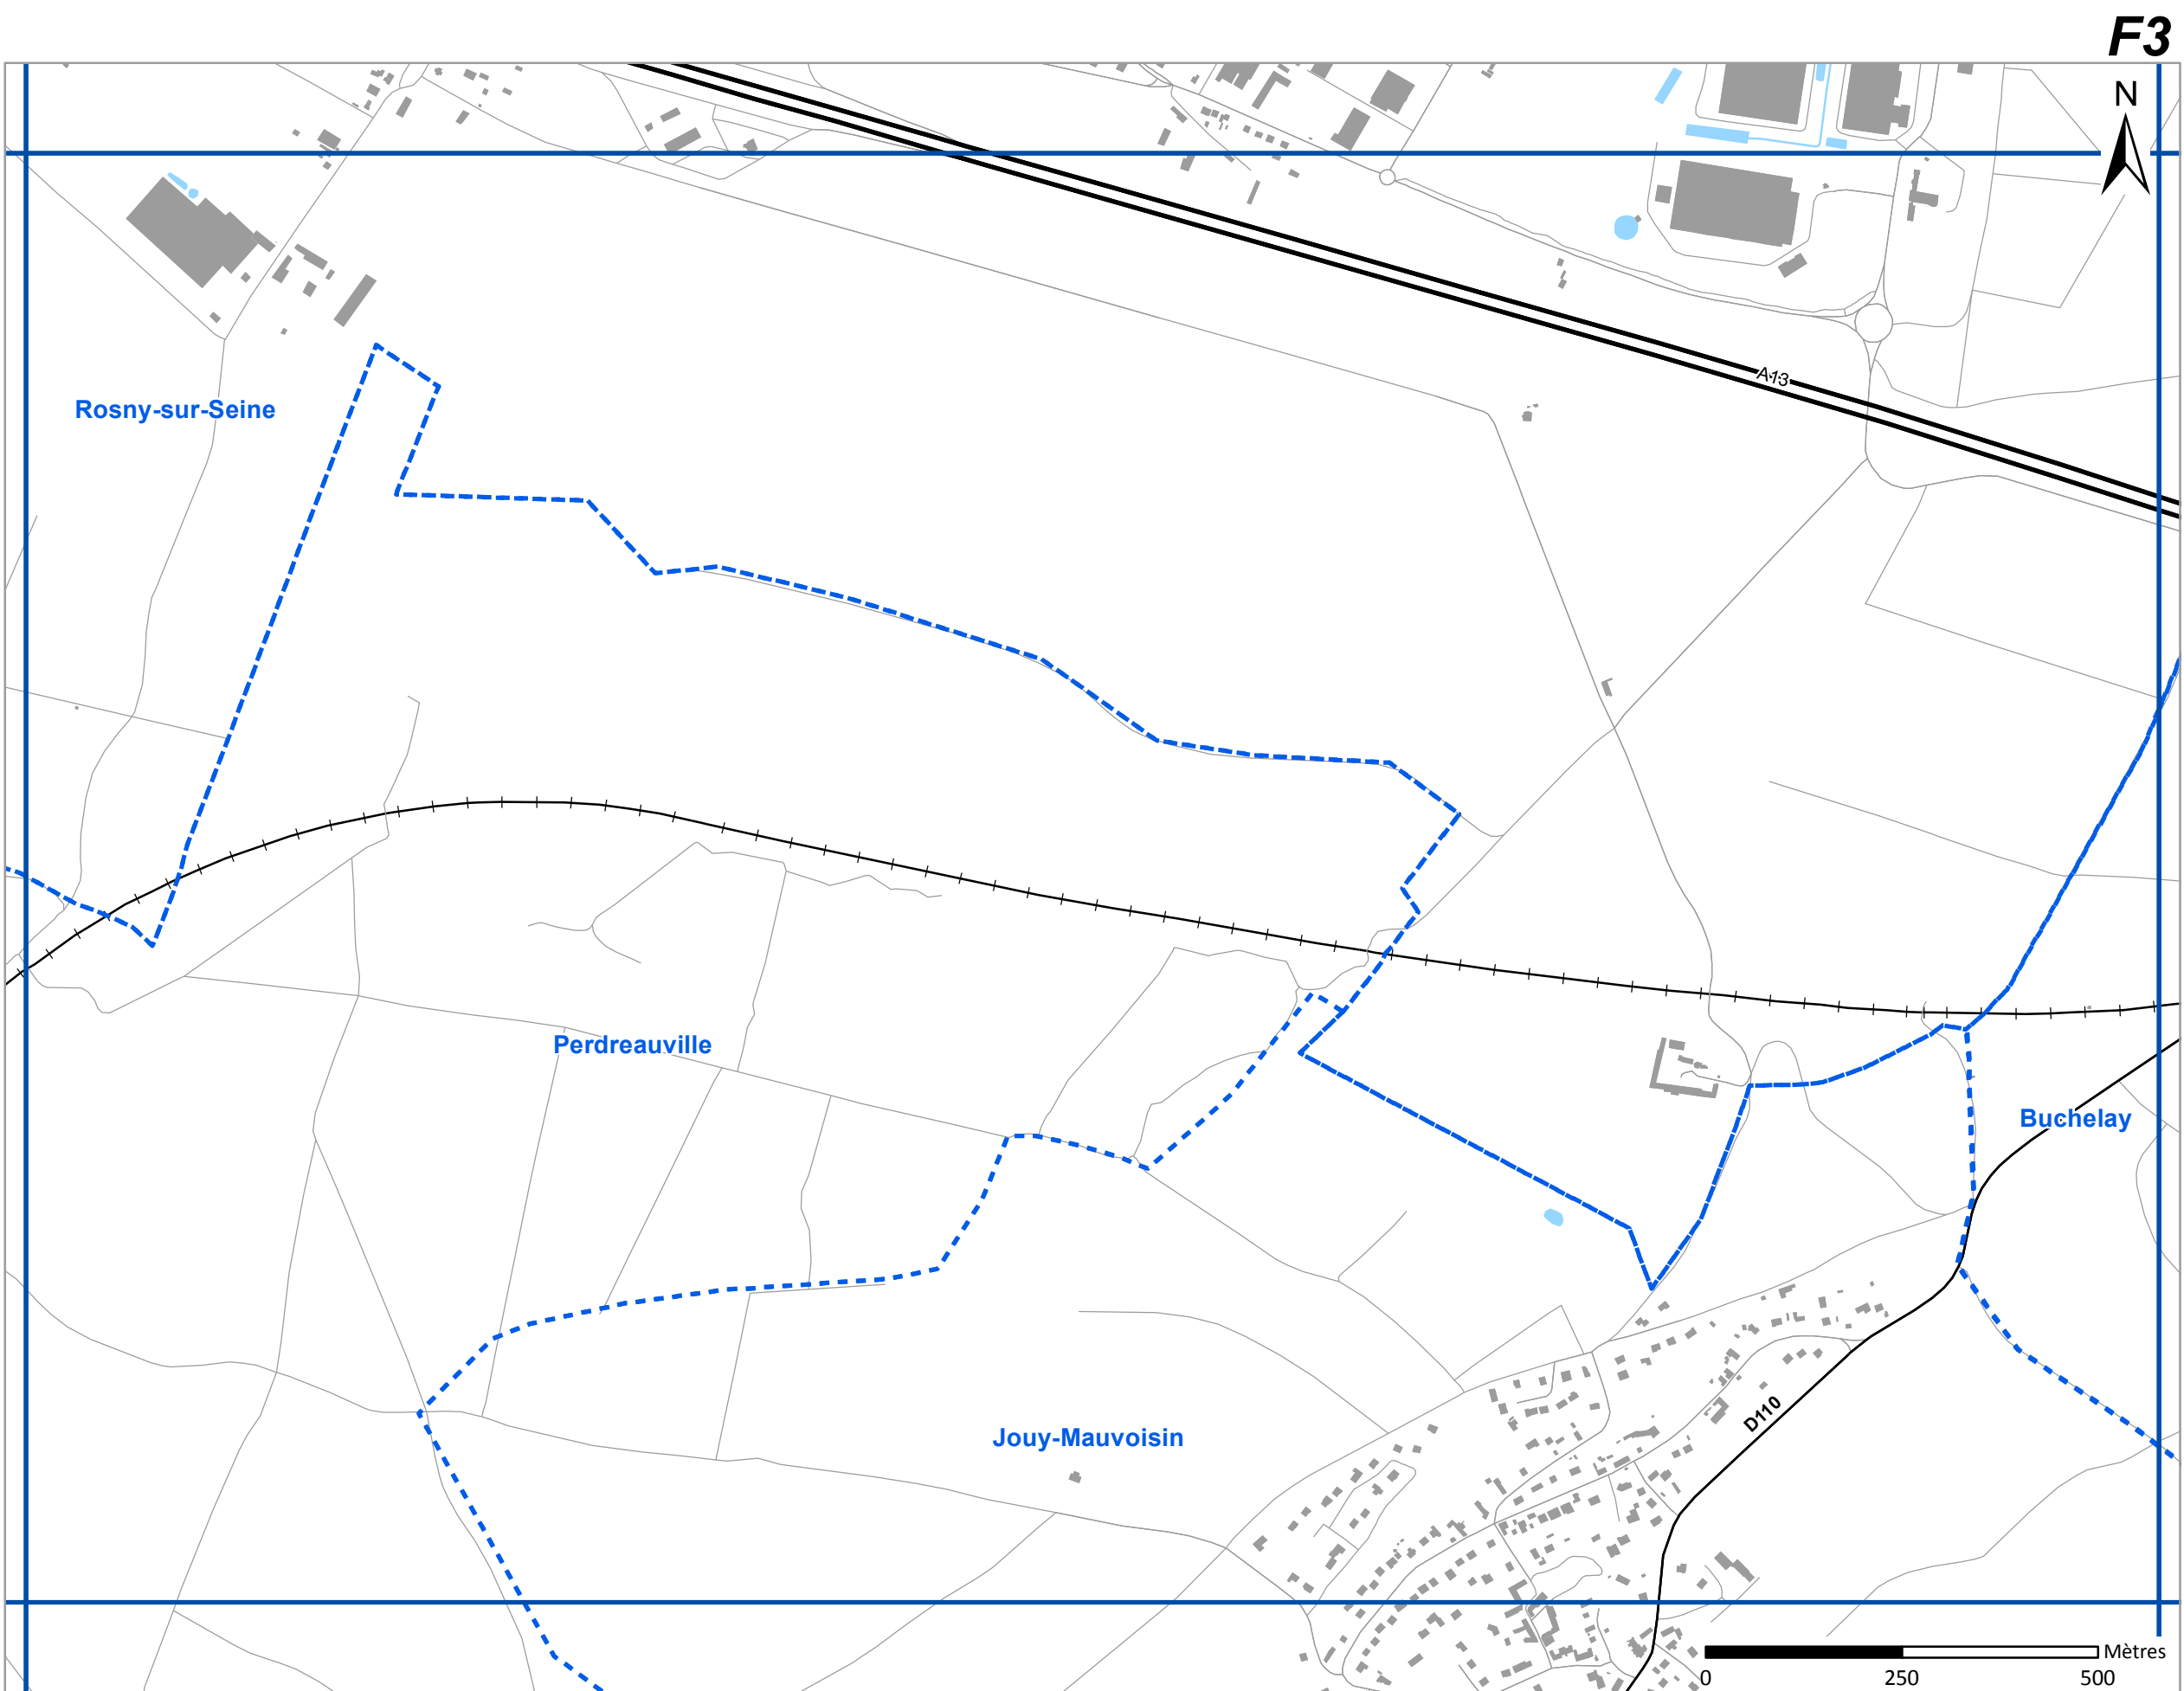 F3
N
A13
Rosny-sur-Seine
Perdreauville
Buchelay
D110
Jouy-Mauvoisin
Mètres
0 250 500